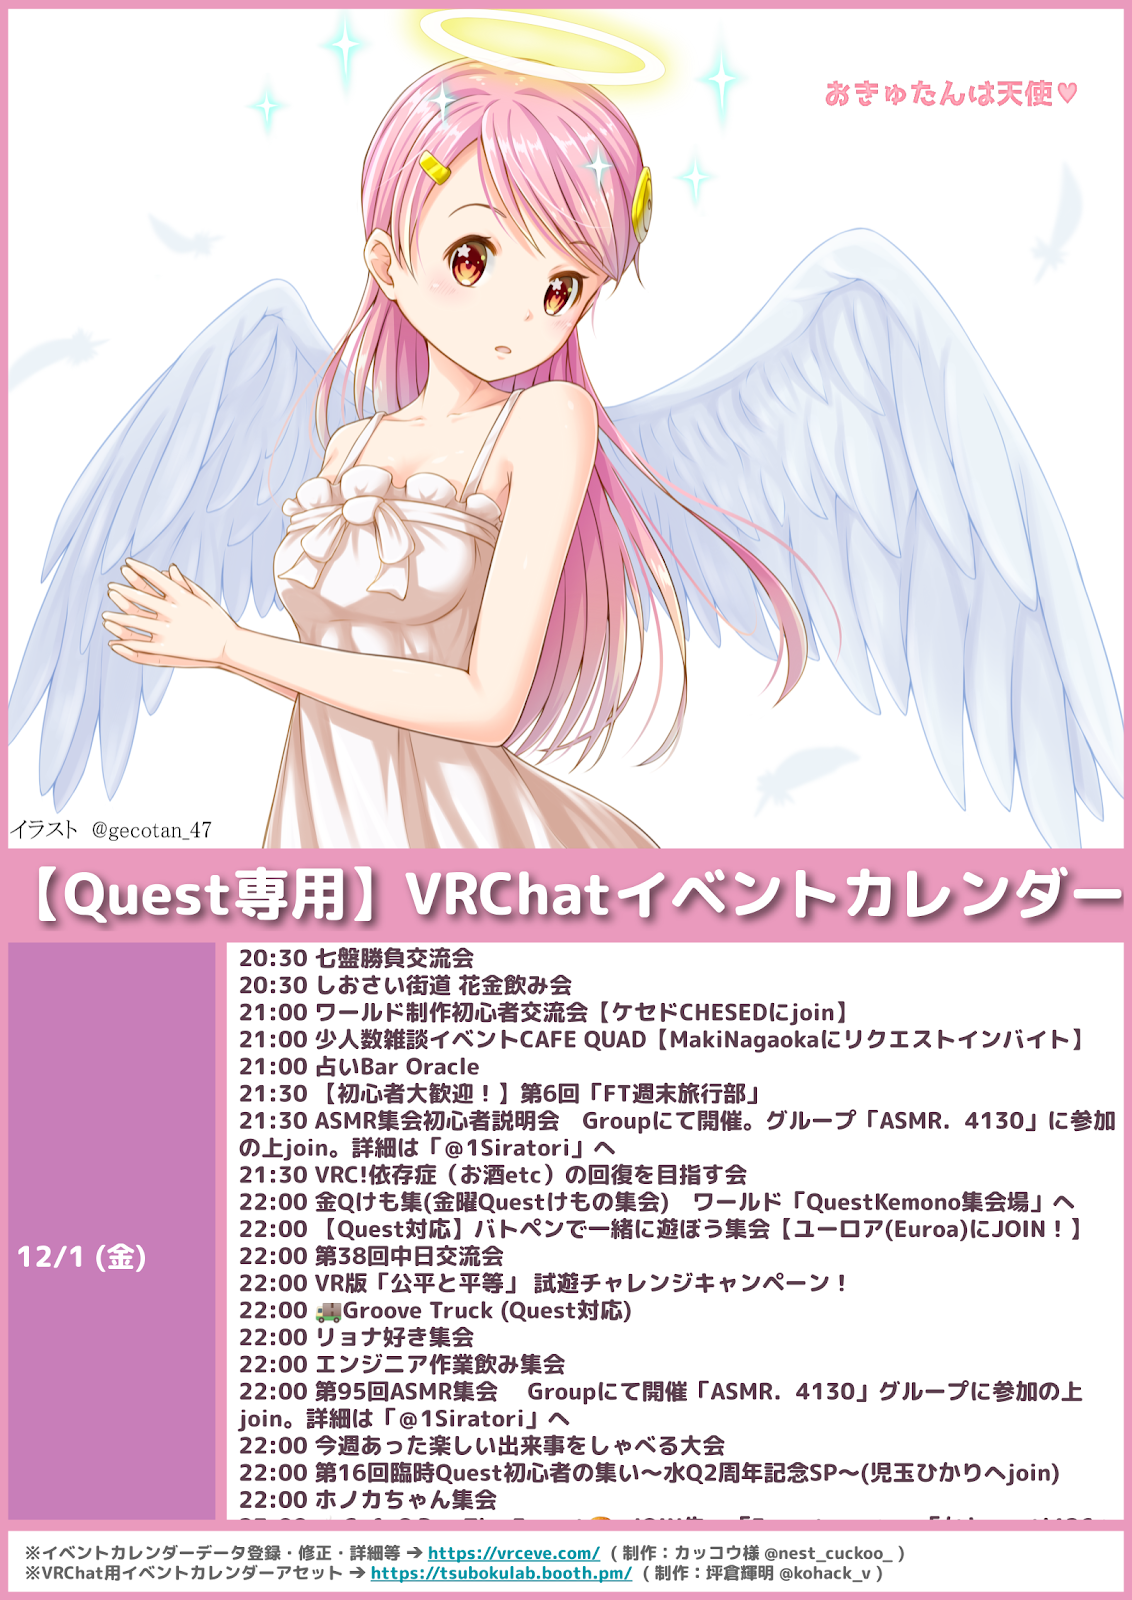 おきゅたんは天使♥
イラスト @gecotan_47
【Quest専用】VRChatイベントカレンダー
12/1 (金)
20:30 七盤勝負交流会
20:30 しおさい街道 花金飲み会
21:00 ワールド制作初心者交流会【ケセドCHESEDにjoin】
21:00 少人数雑談イベントCAFE QUAD【MakiNagaokaにリクエストインバイト】
21:00 占いBar Oracle
21:30 【初心者大歓迎！】第6回「FT週末旅行部」
21:30 ASMR集会初心者説明会　Groupにて開催。グループ「ASMR．4130」に参加
の上join。詳細は「＠1Siratori」へ
21:30 VRC!依存症（お酒etc）の回復を目指す会
22:00 金Qけも集(金曜Questけもの集会)　ワールド「QuestKemono集会場」へ
22:00 【Quest対応】バトペンで一緒に遊ぼう集会【ユーロア(Euroa)にJOIN！】
22:00 第38回中日交流会
22:00 VR版「公平と平等」 試遊チャレンジキャンペーン！
22:00 🚚Groove Truck (Quest対応)
22:00 リョナ好き集会
22:00 エンジニア作業飲み集会
22:00 第95回ASMR集会　 Groupにて開催「ASMR．4130」グループに参加の上
join。詳細は「＠1Siratori」へ
22:00 今週あった楽しい出来事をしゃべる大会
22:00 第16回臨時Quest初心者の集い〜水Q2周年記念SP〜(児玉ひかりへjoin)
22:00 ホノカちゃん集会
※イベントカレンダーデータ登録・修正・詳細等 ➔ https://vrceve.com/ ( 制作：カッコウ様 @nest_cuckoo_ )
※VRChat用イベントカレンダーアセット ➔ https://tsubokulab.booth.pm/ ( 制作：坪倉輝明 @kohack_v )